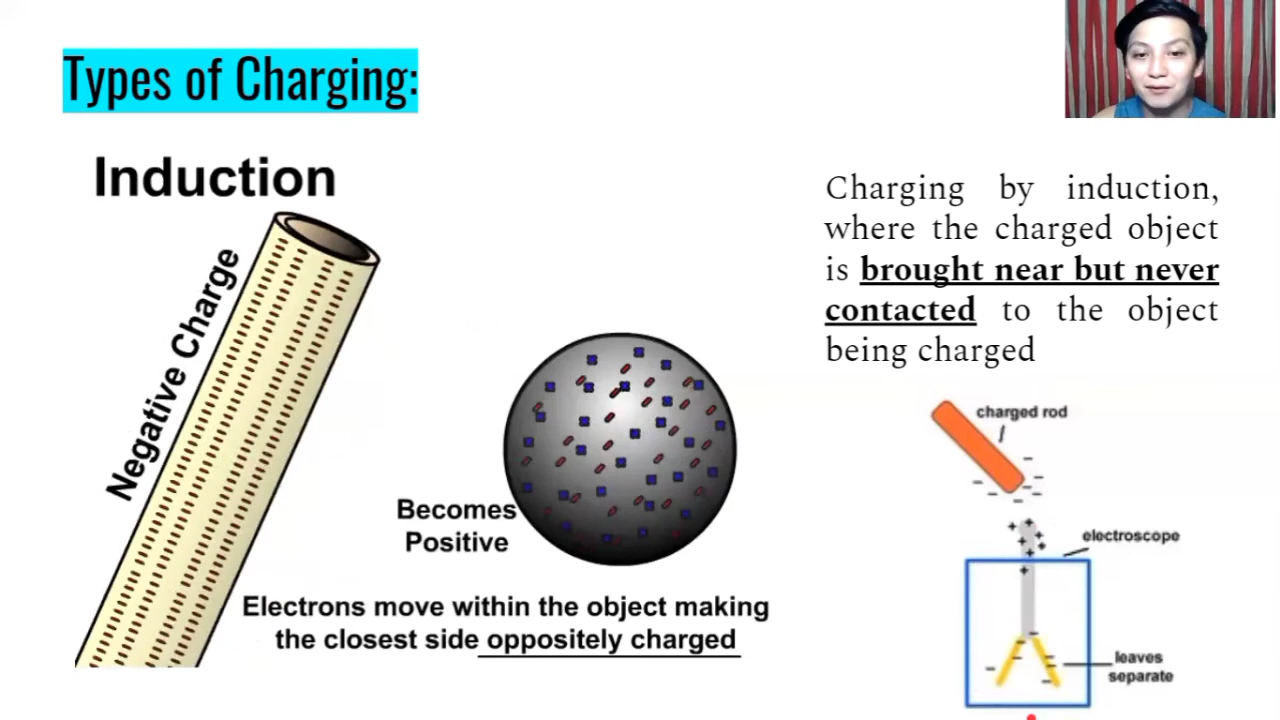 Types of Charging:
Induction
Negative Charge
Becomes
Positive
Electrons move within the object making
the closest side oppositely charged
Charging by induction,
where the charged object
is brought near but never
contacted to the object
being charged
charged rod
electroscope
leaves
separate